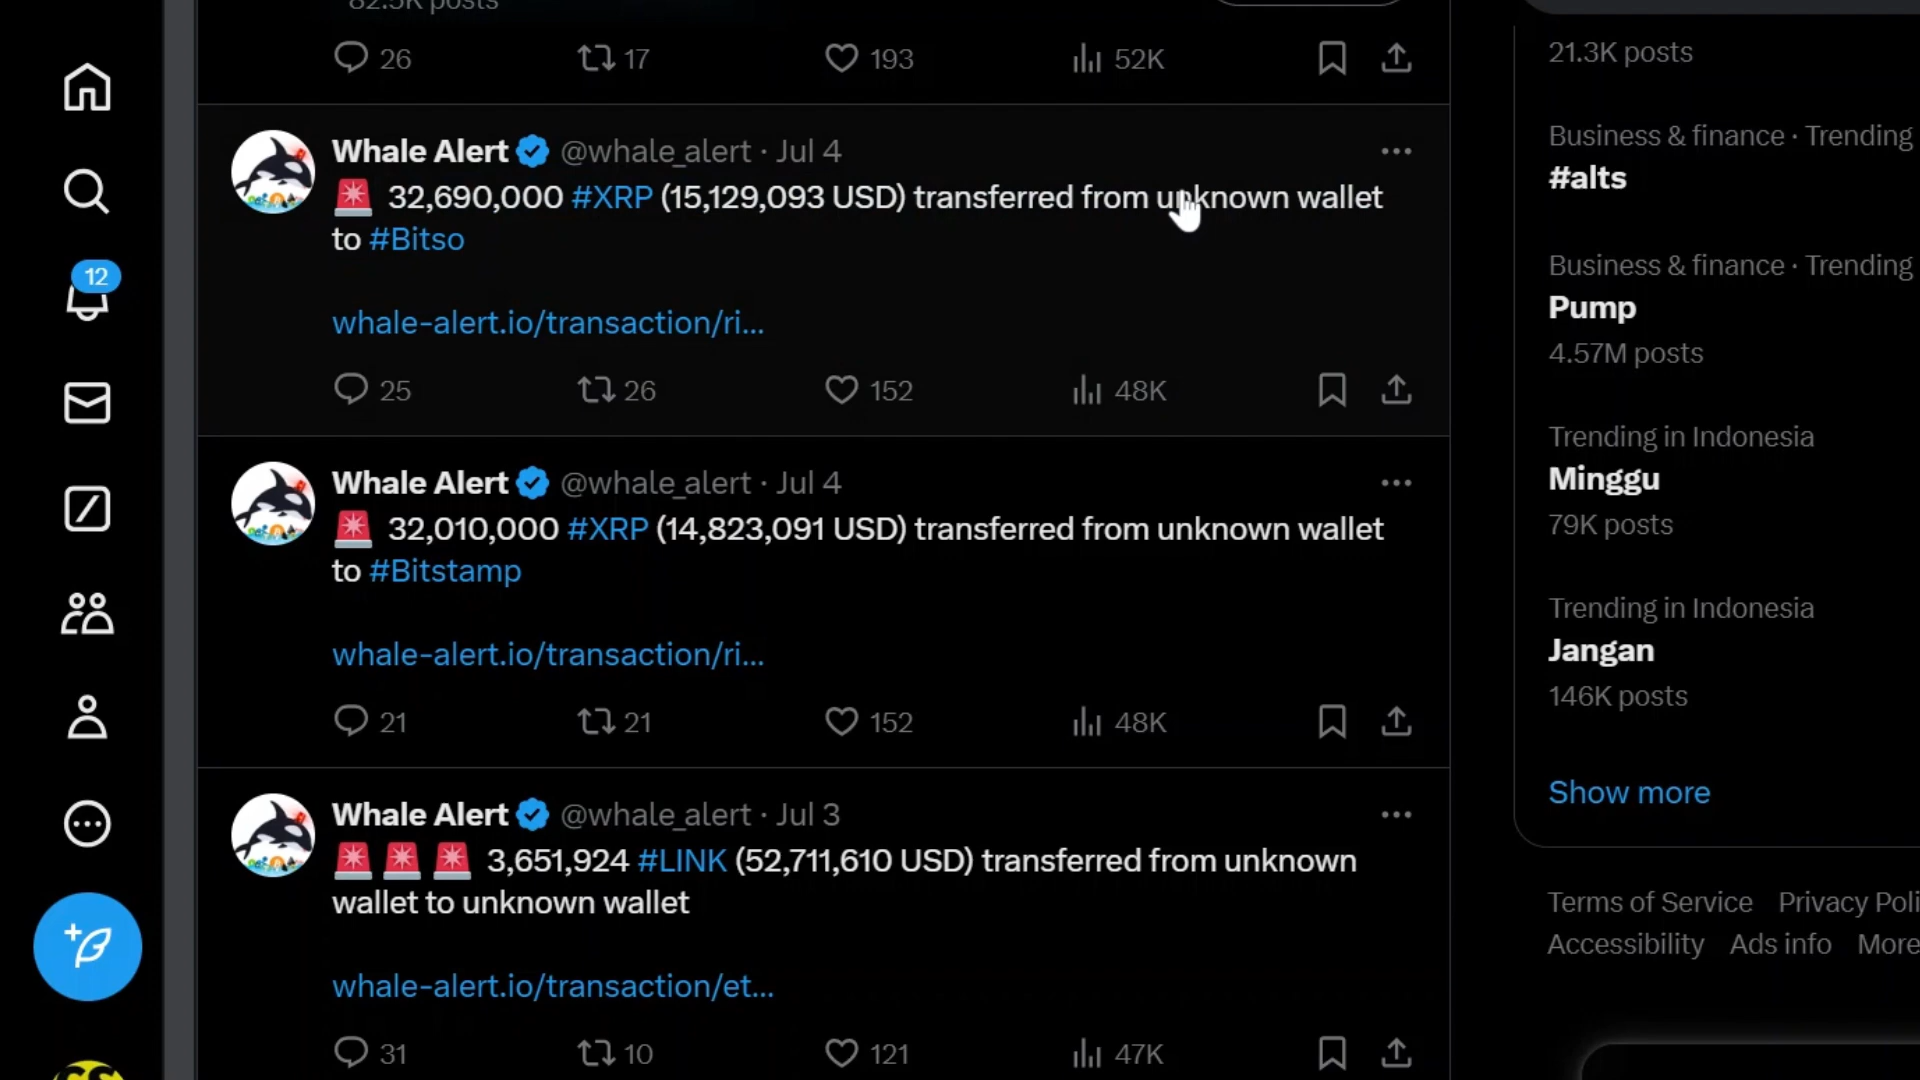 82.5K posts
26 17 193 52K
Whale Alert @whale_alert · Jul 4
32,690,000 #XRP (15,129,093 USD) transferred from unknown wallet
to #Bitso
whale-alert.io/transaction/ri...
25 26 152 48K
Whale Alert @whale_alert · Jul 4
32,010,000 #XRP (14,823,091 USD) transferred from unknown wallet
to #Bitstamp
whale-alert.io/transaction/ri...
21 21 152 48K
Whale Alert @whale_alert · Jul 3
3,651,924 #LINK (52,711,610 USD) transferred from unknown
wallet to unknown wallet
whale-alert.io/transaction/et...
31 10 121 47K
12
21.3K posts
Business & finance · Trending
#alts
Business & finance · Trending
Pump
4.57M posts
Trending in Indonesia
Minggu
79K posts
Trending in Indonesia
Jangan
146K posts
Show more
Terms of Service Privacy Poli
Accessibility Ads info More